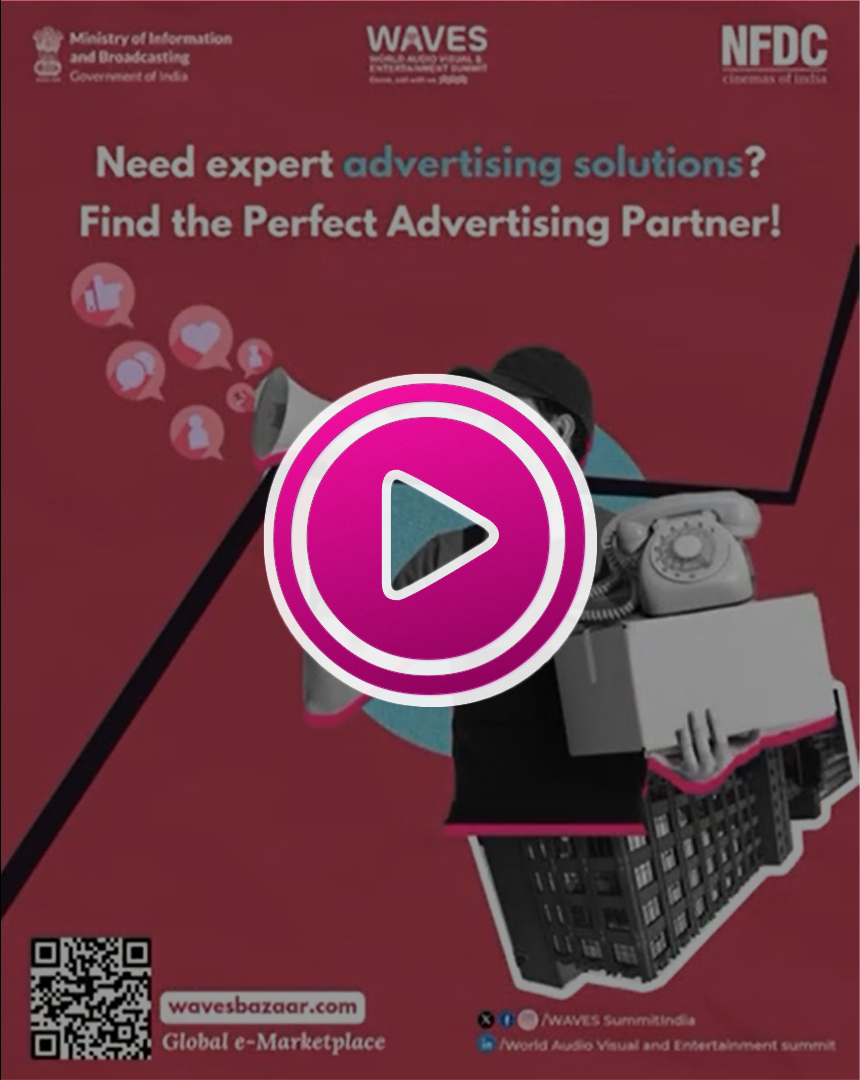 Ministry of Information
and Broadcasting
Government of India
WAVES
WORLD AUDIO VISUAL &
ENTERTAINMENT SUMMIT
NFDC
cinemas of india
Need expert advertising solutions?
Find the Perfect Advertising Partner!
wavesbazaar.com
Global e-Marketplace
/WAVES SummitIndia
/World Audio Visual and Entertainment summit